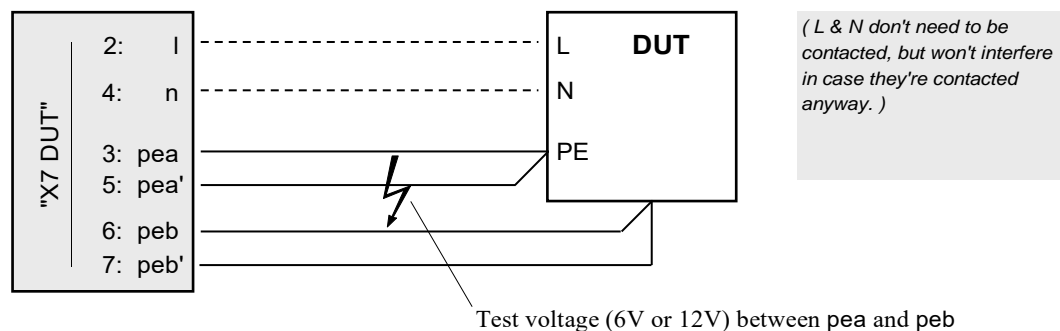 "X7 DUT"
2: l
4: n
3: pea
5: pea'
6: peb
7: peb'
L
N
PE
DUT
( L & N don't need to be
contacted, but won't interfere
in case they're contacted
anyway. )
Test voltage (6V or 12V) between pea and peb